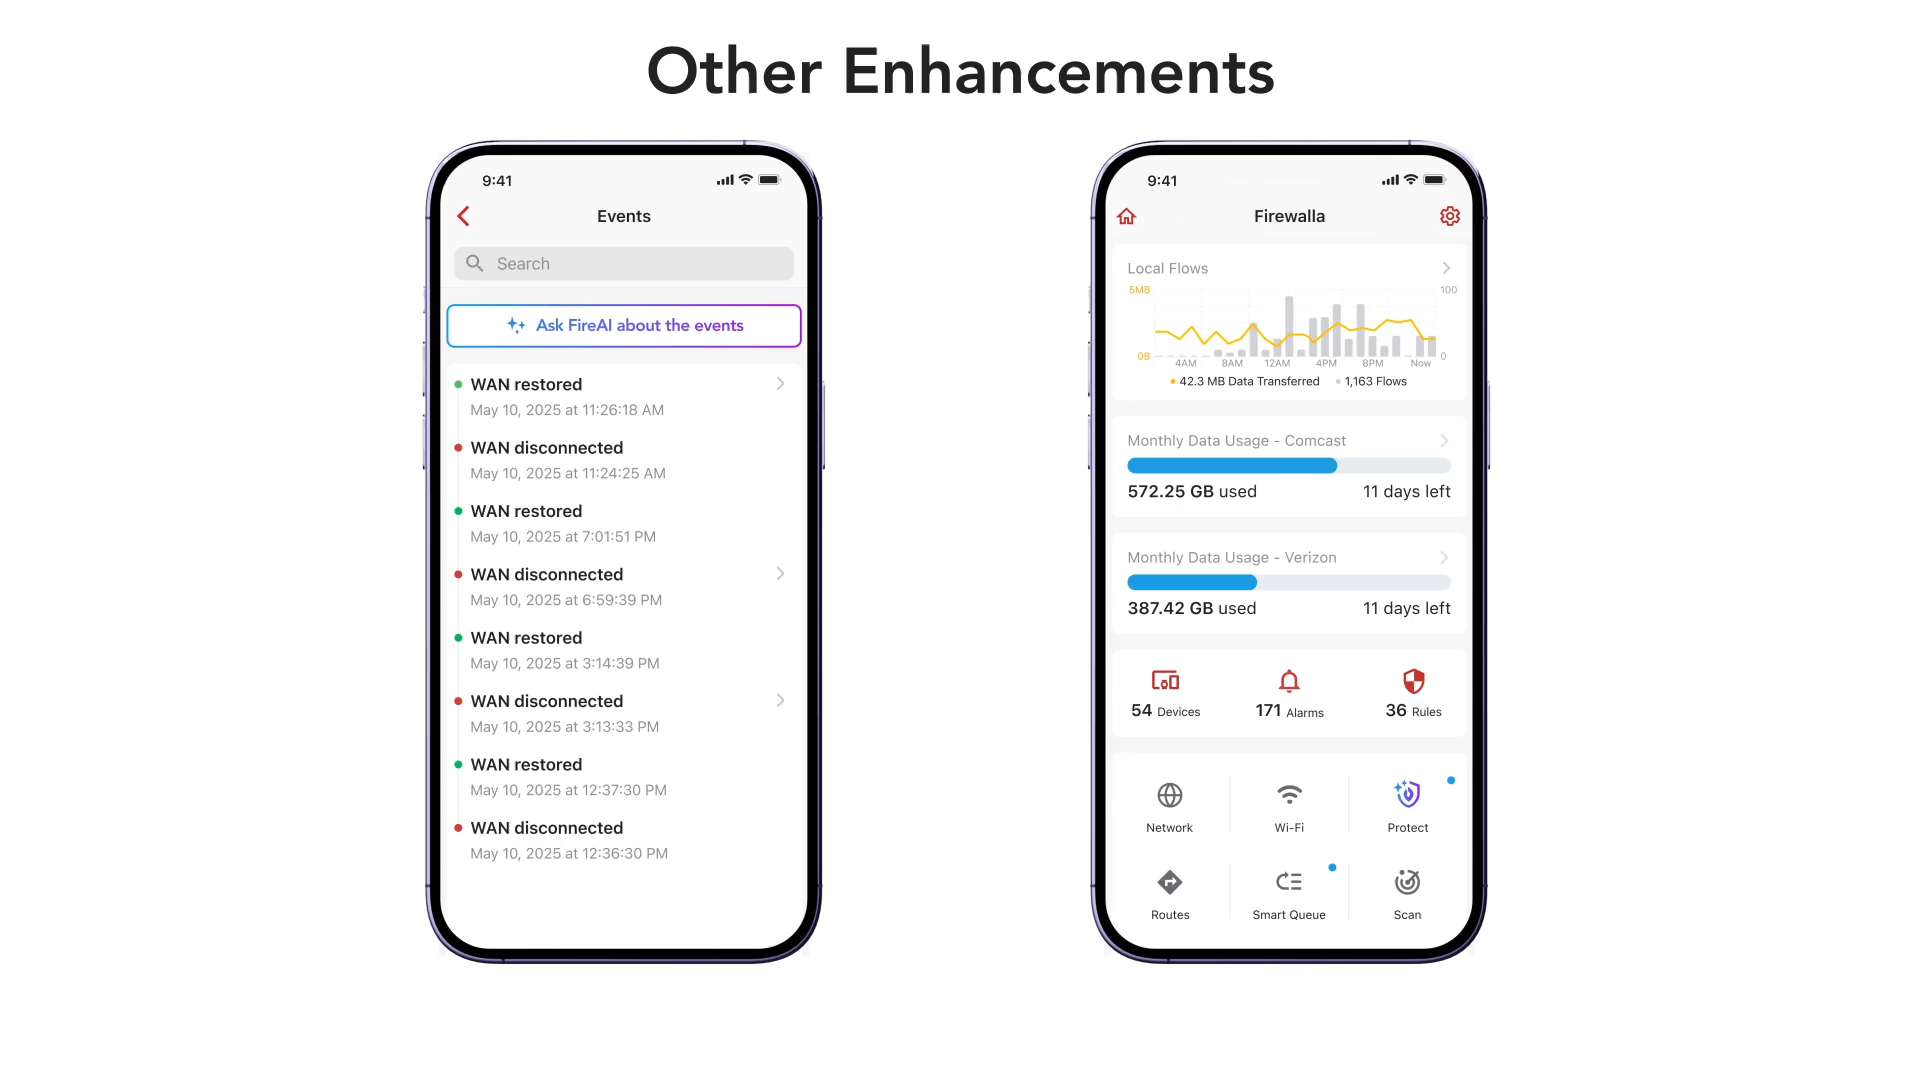 Other Enhancements
9:41
Events
Search
Ask FireAI about the events
WAN restored
May 10, 2025 at 11:26:18 AM
WAN disconnected
May 10, 2025 at 11:24:25 AM
WAN restored
May 10, 2025 at 7:01:51 PM
WAN disconnected
May 10, 2025 at 6:59:39 PM
WAN restored
May 10, 2025 at 3:14:39 PM
WAN disconnected
May 10, 2025 at 3:13:33 PM
WAN restored
May 10, 2025 at 12:37:30 PM
WAN disconnected
May 10, 2025 at 12:36:30 PM
9:41
Firewalla
Local Flows
5MB 100
0B 0
4AM 8AM 12AM 4PM 8PM Now
42.3 MB Data Transferred 1,163 Flows
Monthly Data Usage - Comcast
572.25 GB used 11 days left
Monthly Data Usage - Verizon
387.42 GB used 11 days left
54 Devices 171 Alarms 36 Rules
Network Wi-Fi Protect
Routes Smart Queue Scan